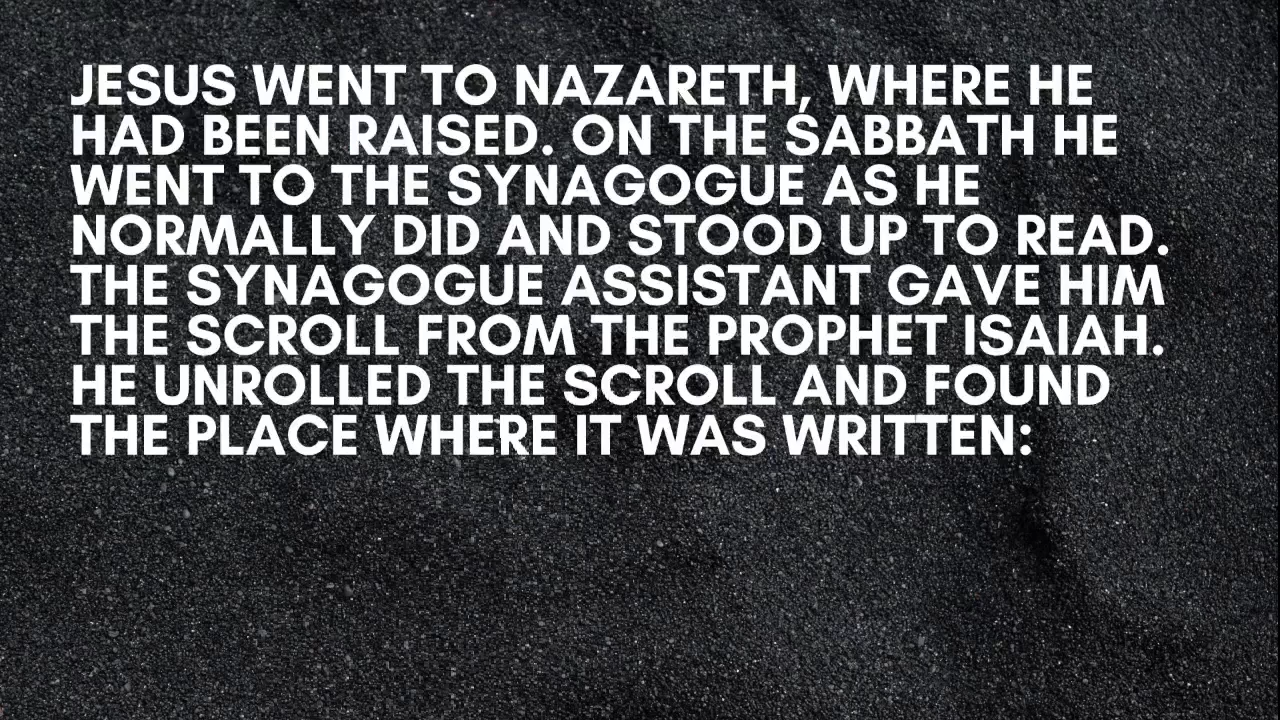 JESUS WENT TO NAZARETH, WHERE HE
HAD BEEN RAISED. ON THE SABBATH HE
WENT TO THE SYNAGOGUE AS HE
NORMALLY DID AND STOOD UP TO READ.
THE SYNAGOGUE ASSISTANT GAVE HIM
THE SCROLL FROM THE PROPHET ISAIAH.
HE UNROLLED THE SCROLL AND FOUND
THE PLACE WHERE IT WAS WRITTEN: